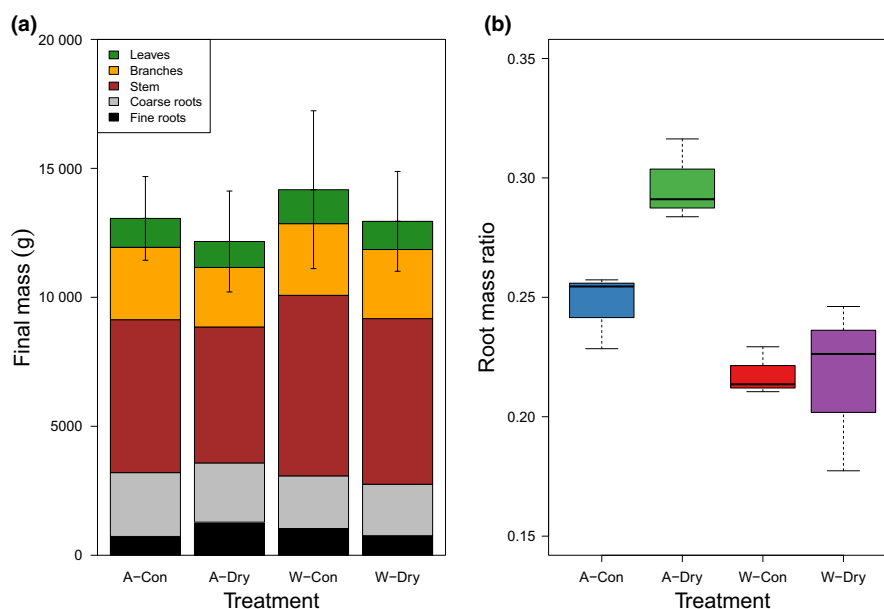 (a)
20 000
15 000
10 000
5000
0
Final mass (g)
Leaves
Branches
Stem
Coarse roots
Fine roots
A−Con A−Dry W−Con W−Dry
Treatment
(b)
0.35
0.30
0.25
0.20
0.15
Root mass ratio
A−Con A−Dry W−Con W−Dry
Treatment